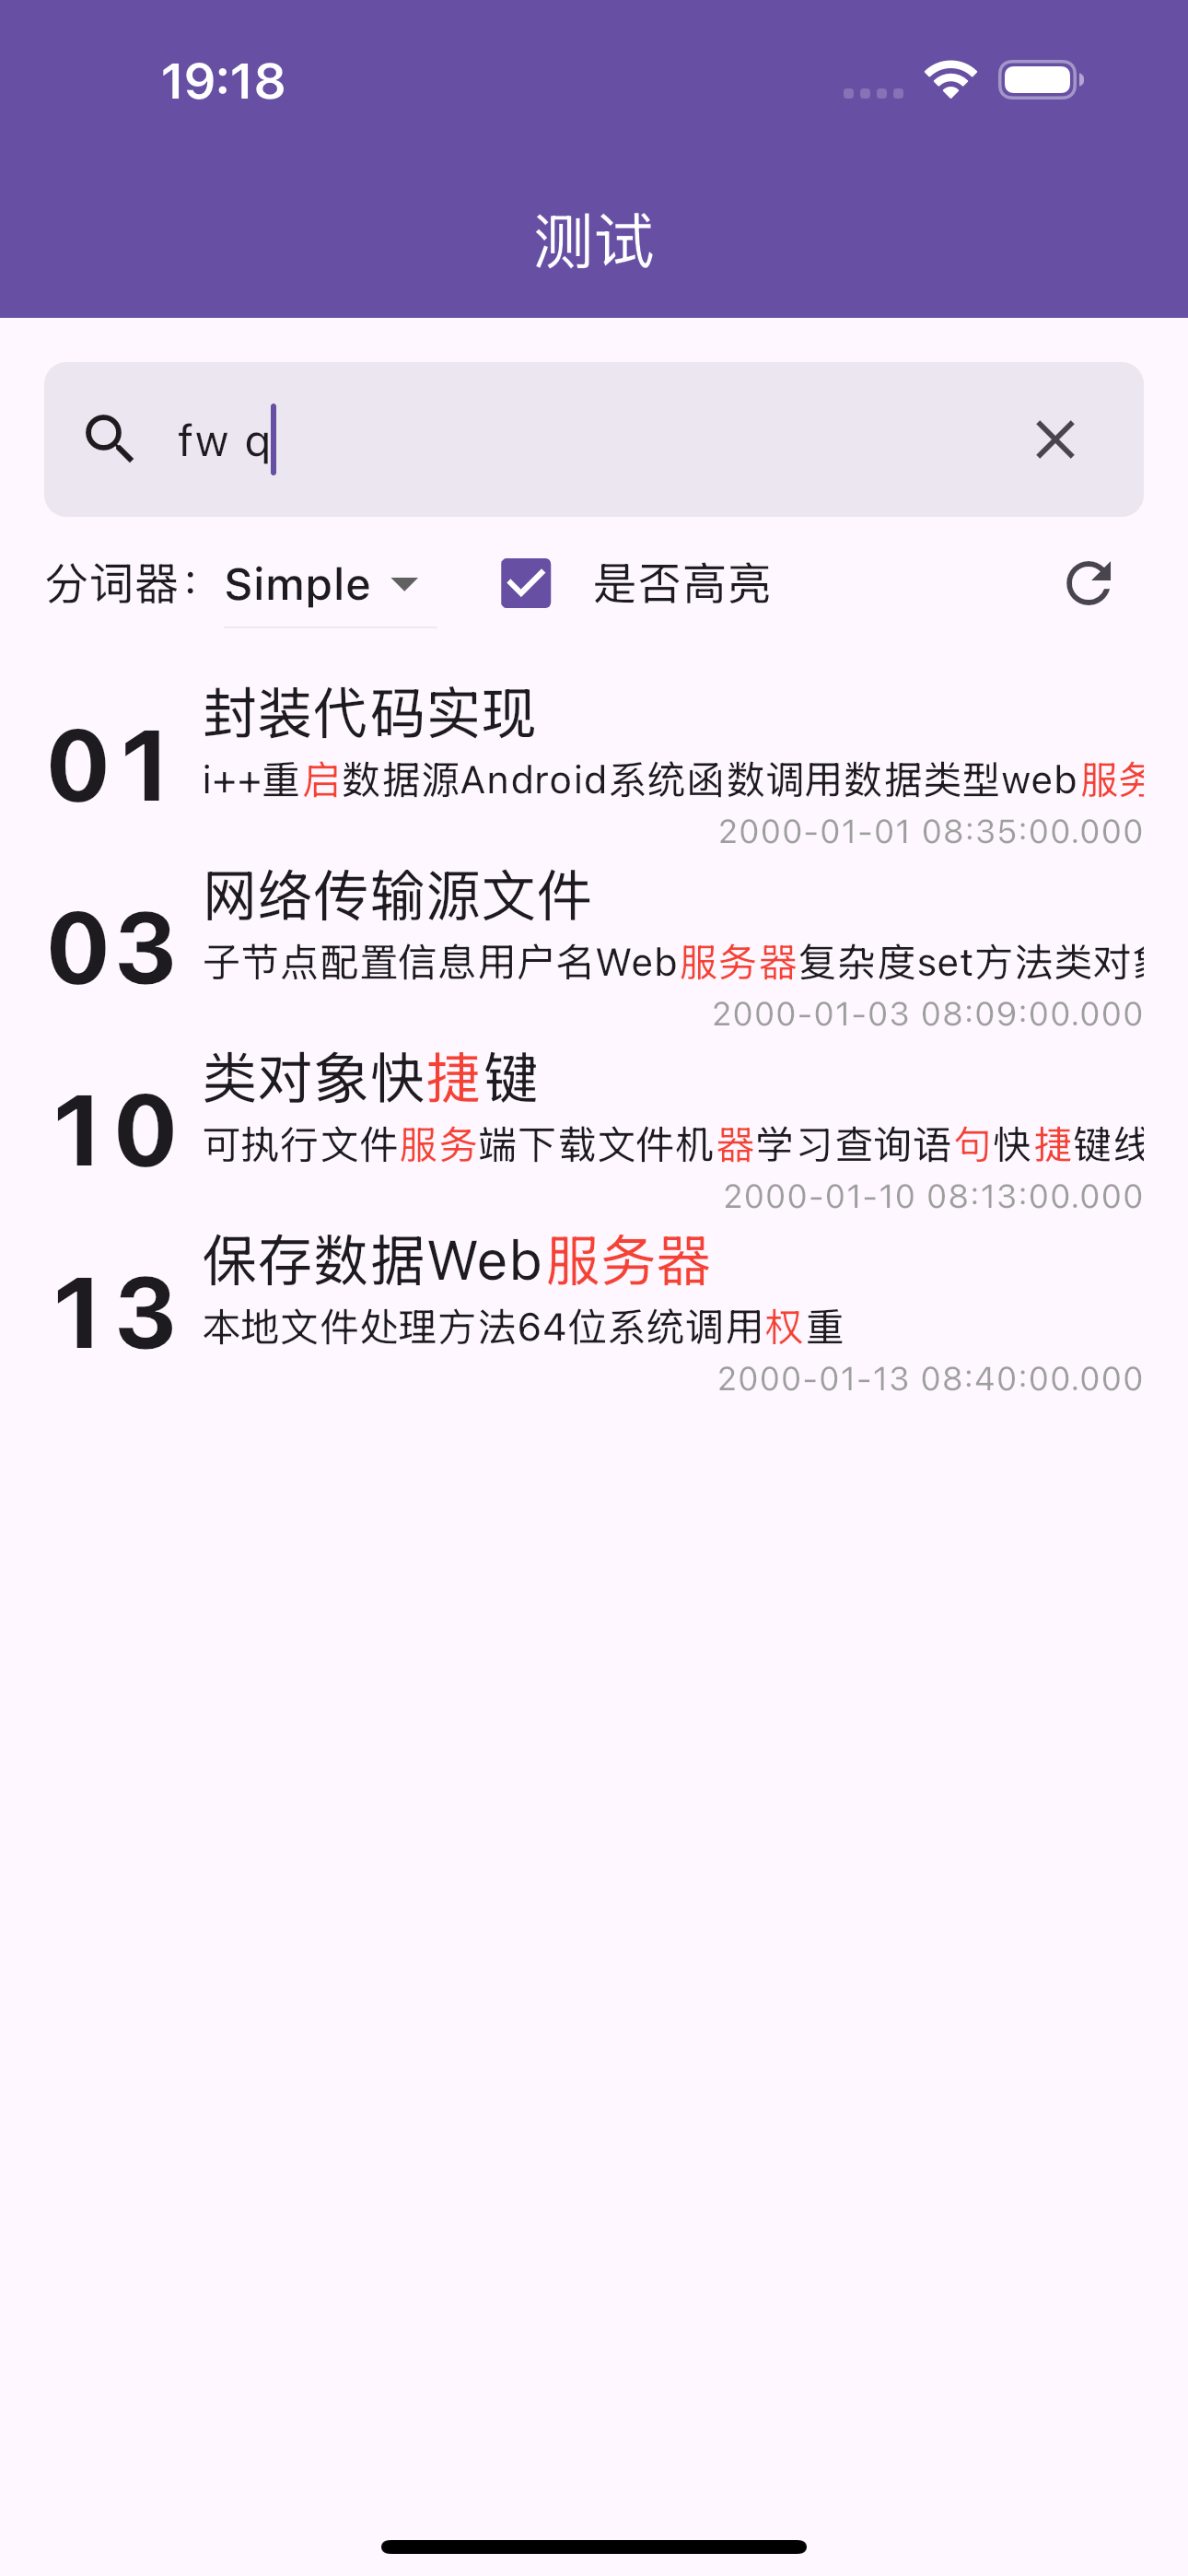 19:18
测试
fw q
分词器： Simple 是否高亮
01
封装代码实现
i++重启数据源Android系统函数调用数据类型web服务
2000-01-01 08:35:00.000
03
网络传输源文件
子节点配置信息用户名Web服务器复杂度set方法类对象
2000-01-03 08:09:00.000
10
类对象快捷键
可执行文件服务端下载文件机器学习查询语句快捷键线
2000-01-10 08:13:00.000
13
保存数据Web服务器
本地文件处理方法64位系统调用权重
2000-01-13 08:40:00.000